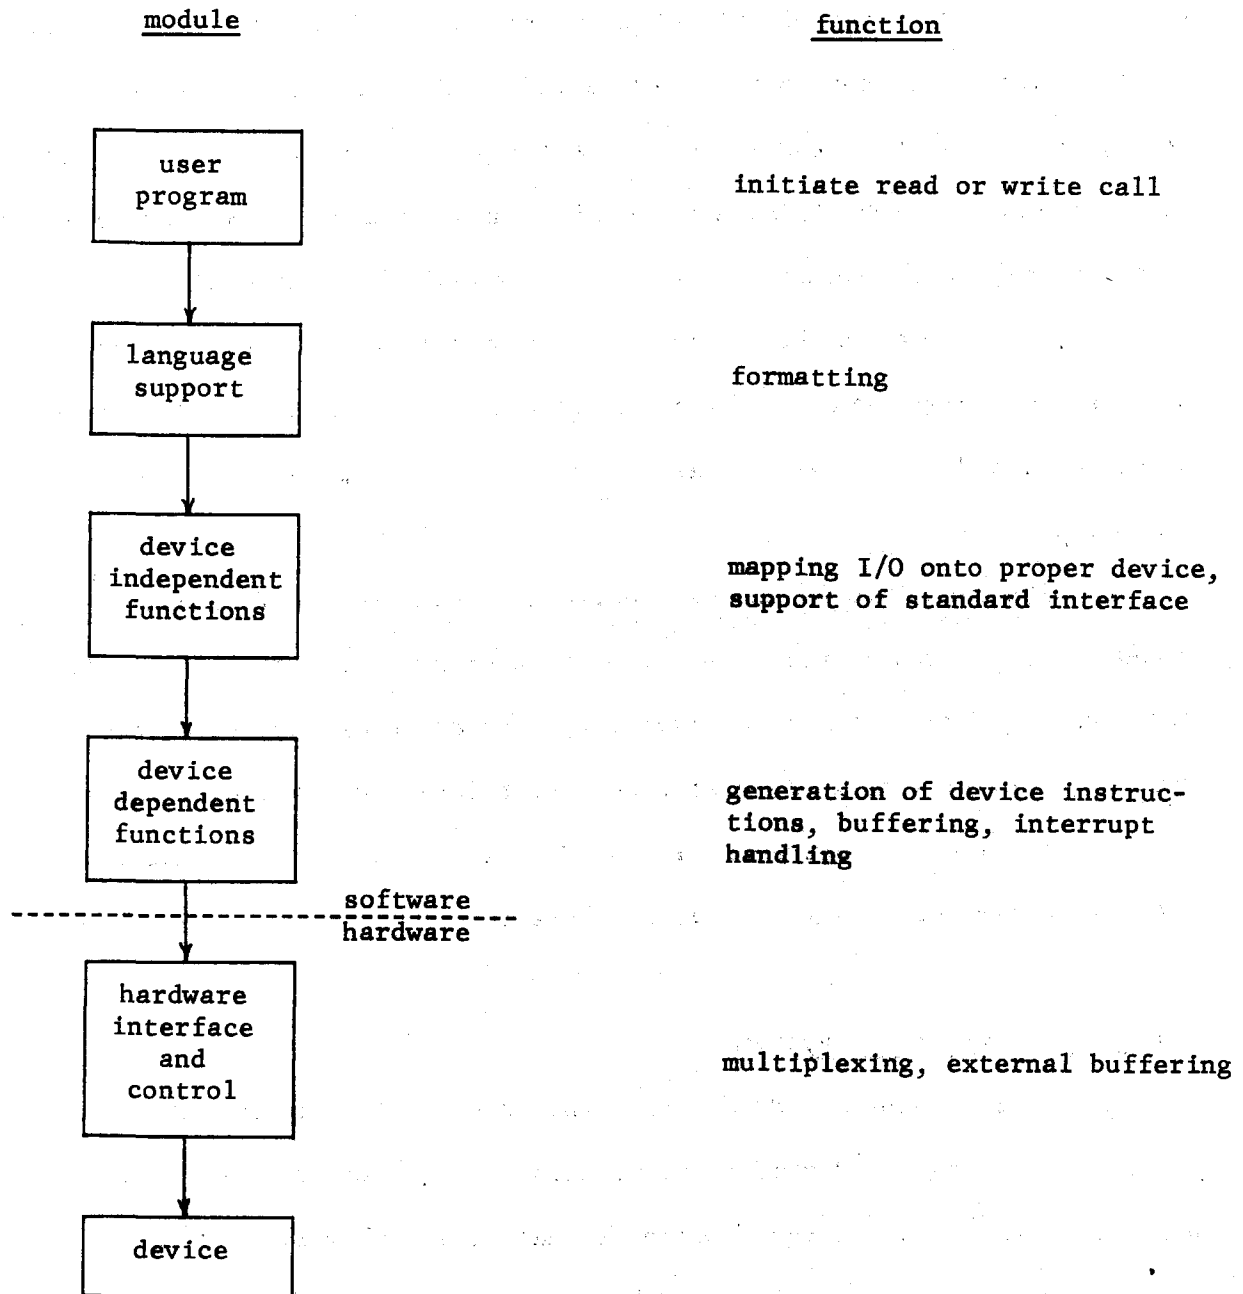 module
function
user
program
initiate read or write call
language
support
formatting
device
independent
functions
mapping I/O onto proper device,
support of standard interface
device
dependent
functions
generation of device instruc-
tions, buffering, interrupt
handling
software
hardware
hardware
interface
and
control
multiplexing, external buffering
device